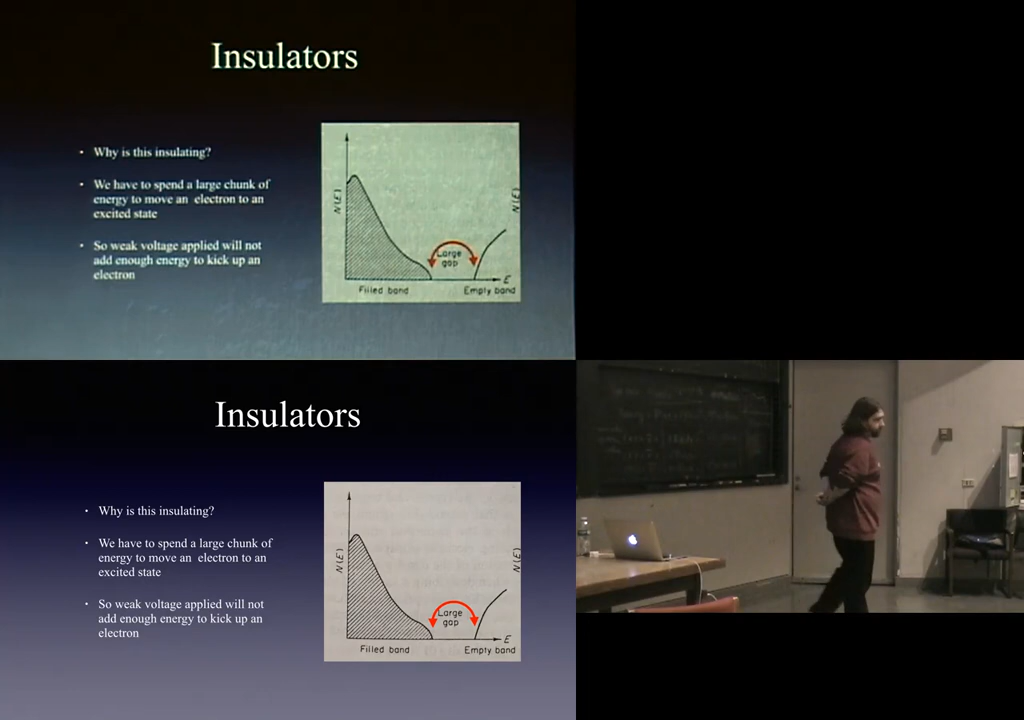 Insulators
• Why is this insulating?
• We have to spend a large chunk of
energy to move an electron to an
excited state
• So weak voltage applied will not
add enough energy to kick up an
electron
N(E)
N(E)
Large
gap
E
Filled band
Empty band
Insulators
• Why is this insulating?
• We have to spend a large chunk of
energy to move an electron to an
excited state
• So weak voltage applied will not
add enough energy to kick up an
electron
N(E)
N(E)
Large
gap
E
Filled band
Empty band